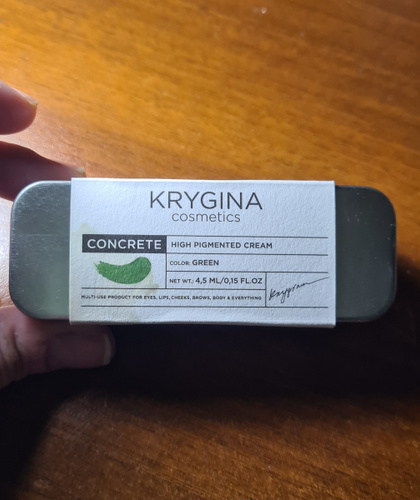 KRYGINA
cosmetics
CONCRETE HIGH PIGMENTED CREAM
COLOR: GREEN
NET WT.: 4,5 ML/0,15 FL.OZ
MULTI-USE PRODUCT FOR EYES, LIPS, CHEEKS, BROWS, BODY & EVERYTHING